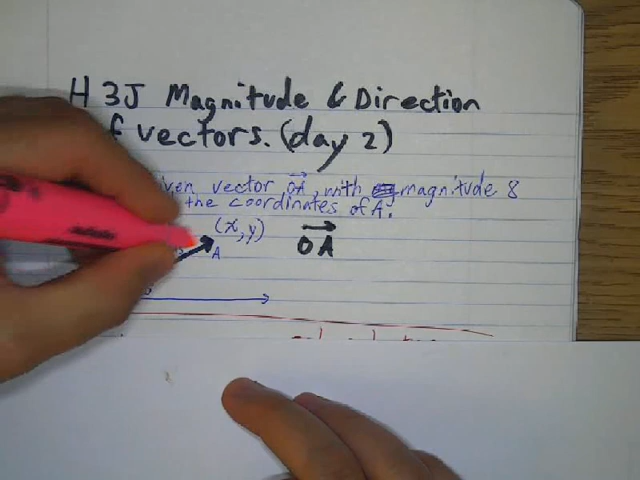 H 3J Magnitude & Direction
f vectors. (day 2)
iven vector OA, with magnitude 8
the coordinates of A.
(x, y)
A
OA